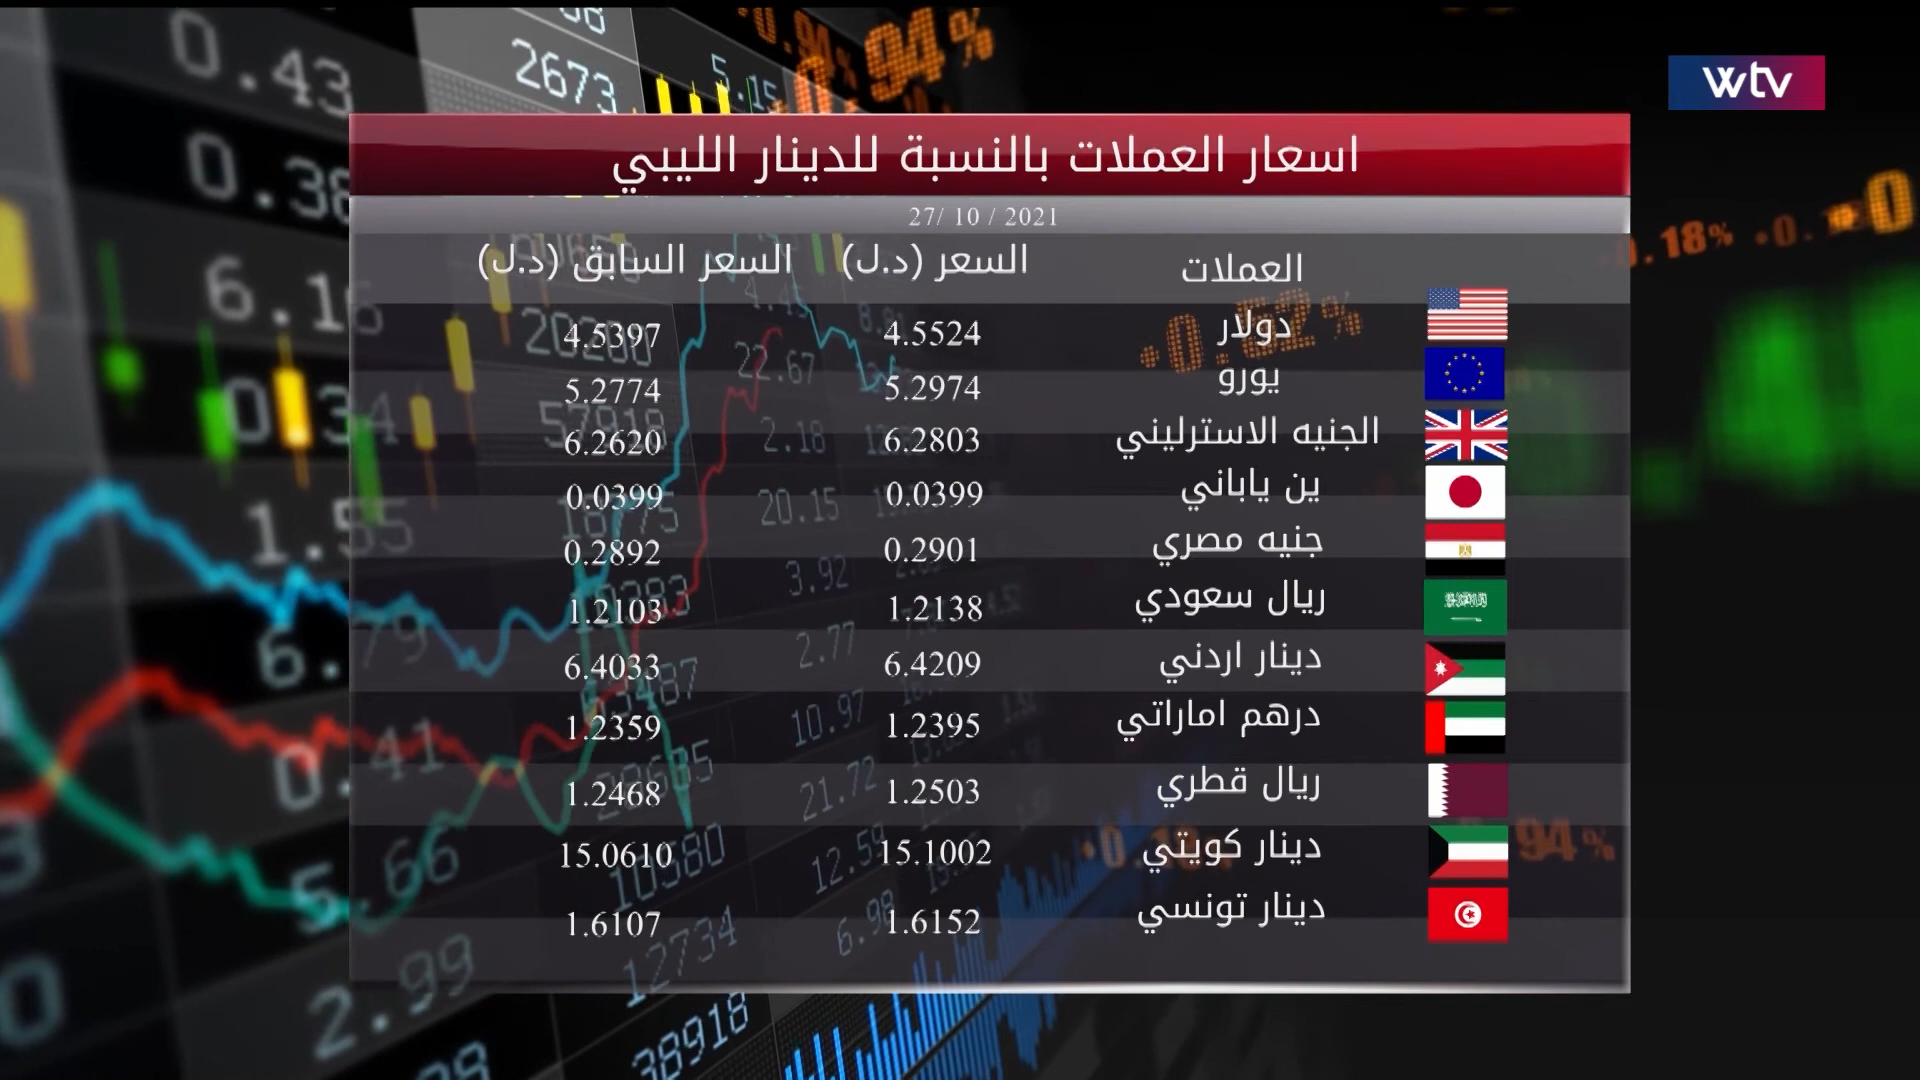 wtv
اسعار العملات بالنسبة للدينار الليبي
27/ 10 / 2021
العملات السعر (د.ل) السعر السابق (د.ل)
دولار 4.5524 4.5397
يورو 5.2974 5.2774
الجنيه الاسترليني 6.2803 6.2620
ين ياباني 0.0399 0.0399
جنيه مصري 0.2901 0.2892
ريال سعودي 1.2138 1.2103
دينار اردني 6.4209 6.4033
درهم اماراتي 1.2395 1.2359
ريال قطري 1.2503 1.2468
دينار كويتي 15.1002 15.0610
دينار تونسي 1.6152 1.6107